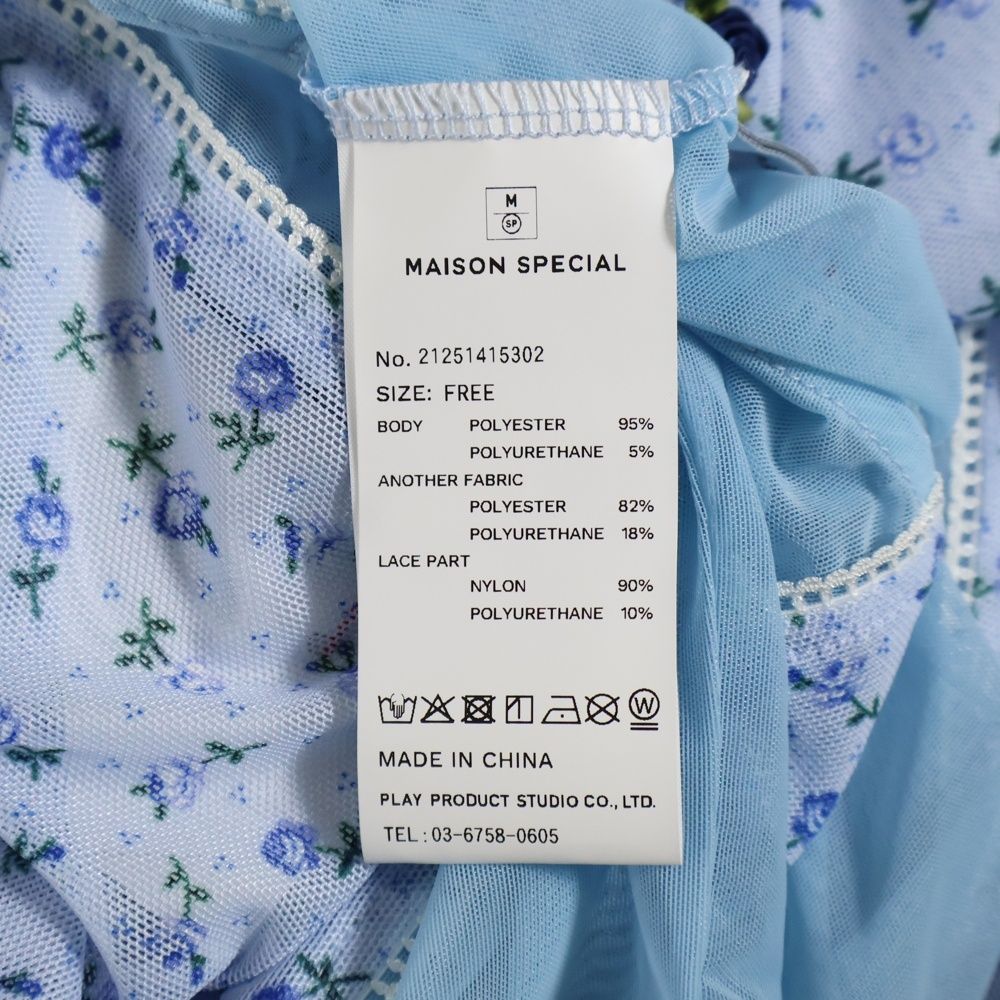 M
SP
MAISON SPECIAL
No. 21251415302
SIZE: FREE
BODY POLYESTER 95%
POLYURETHANE 5%
ANOTHER FABRIC
POLYESTER 82%
POLYURETHANE 18%
LACE PART
NYLON 90%
POLYURETHANE 10%
W
MADE IN CHINA
PLAY PRODUCT STUDIO CO., LTD.
TEL : 03-6758-0605